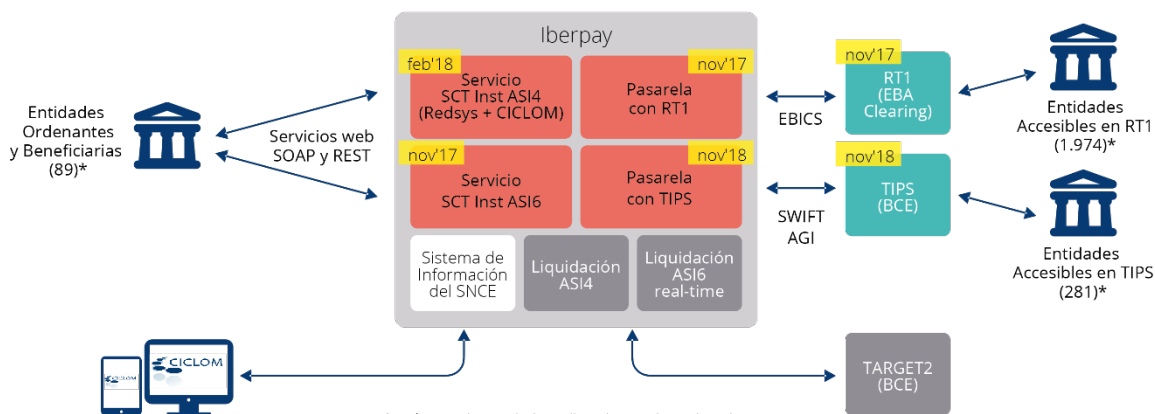 Iberpay
feb'18
Servicio
SCT Inst ASI4
(Redsys + CICLOM)
nov'17
Pasarela
con RT1
nov'17
Servicio
SCT Inst ASI6
nov'18
Pasarela
con TIPS
Sistema de
Información
del SNCE
Liquidación
ASI4
Liquidación
ASI6
real-time
Entidades
Ordenantes
y Beneficiarias
(89)*
Servicios web
SOAP y REST
EBICS
SWIFT
AGI
nov'17
RT1
(EBA
Clearing)
nov'18
TIPS
(BCE)
Entidades
Accesibles en RT1
(1.974)*
Entidades
Accesibles en TIPS
(281)*
CICLOM
CICLOM
TARGET2
(BCE)